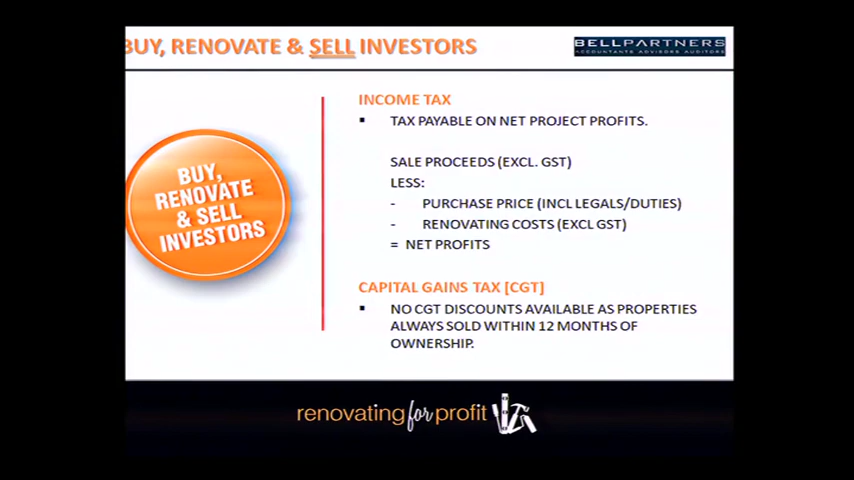 BUY, RENOVATE & SELL INVESTORS
BELLPARTNERS
ACCOUNTANTS ADVISORS AUDITORS
BUY,
RENOVATE
& SELL
INVESTORS
INCOME TAX
▪ TAX PAYABLE ON NET PROJECT PROFITS.
SALE PROCEEDS (EXCL. GST)
LESS:
- PURCHASE PRICE (INCL LEGALS/DUTIES)
- RENOVATING COSTS (EXCL GST)
= NET PROFITS
CAPITAL GAINS TAX [CGT]
▪ NO CGT DISCOUNTS AVAILABLE AS PROPERTIES
ALWAYS SOLD WITHIN 12 MONTHS OF
OWNERSHIP.
renovating for profit